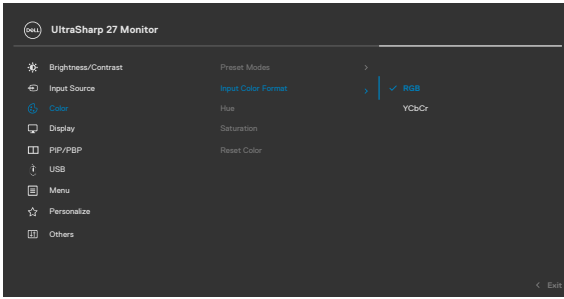 DELL UltraSharp 27 Monitor
Brightness/Contrast Preset Modes
Input Source Input Color Format RGB
Color Hue YCbCr
Display Saturation
PIP/PBP Reset Color
USB
Menu
Personalize
Others
Exit